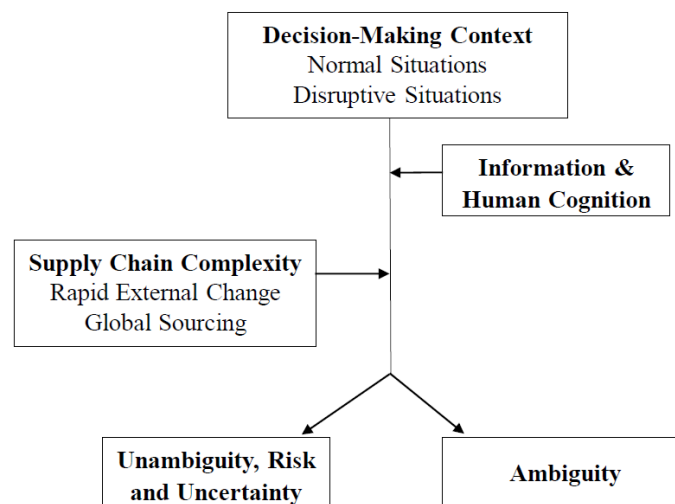 Decision-Making Context
Normal Situations
Disruptive Situations
Information &
Human Cognition
Supply Chain Complexity
Rapid External Change
Global Sourcing
Unambiguity, Risk
and Uncertainty
Ambiguity